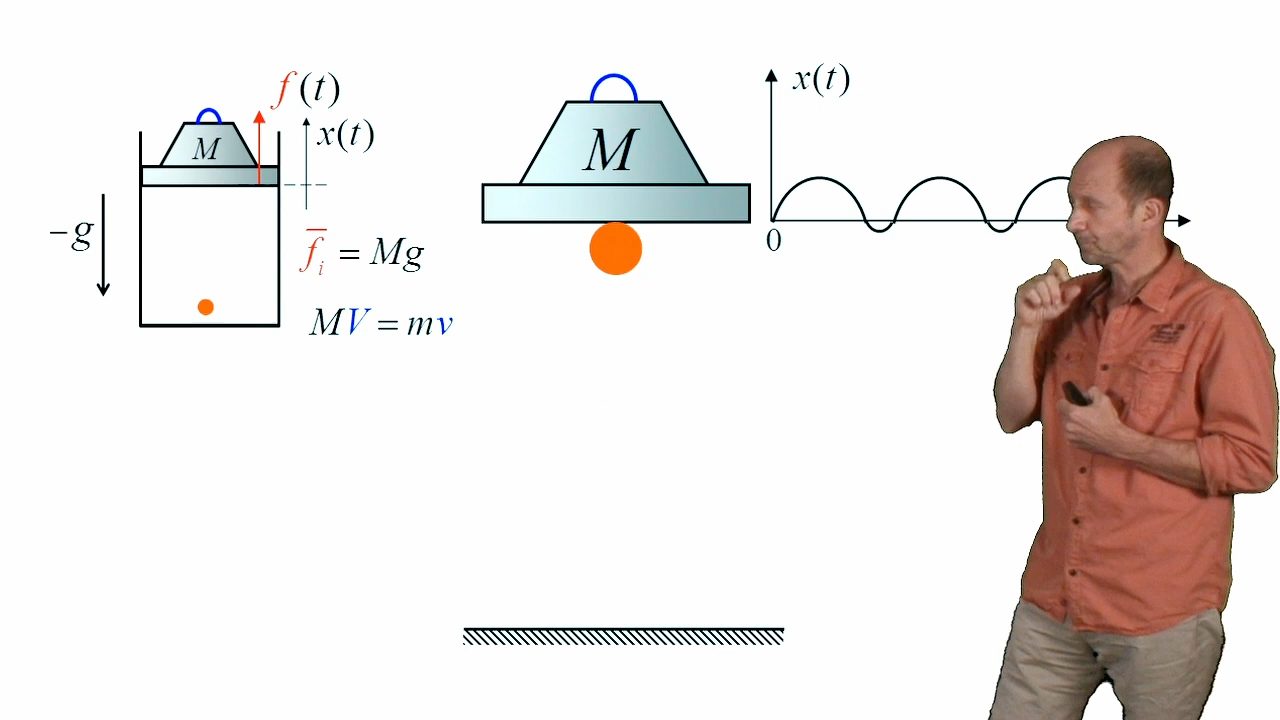 f (t)
x(t)
M
−g
f̄ᵢ = Mg
MV = mv
M
x(t)
0